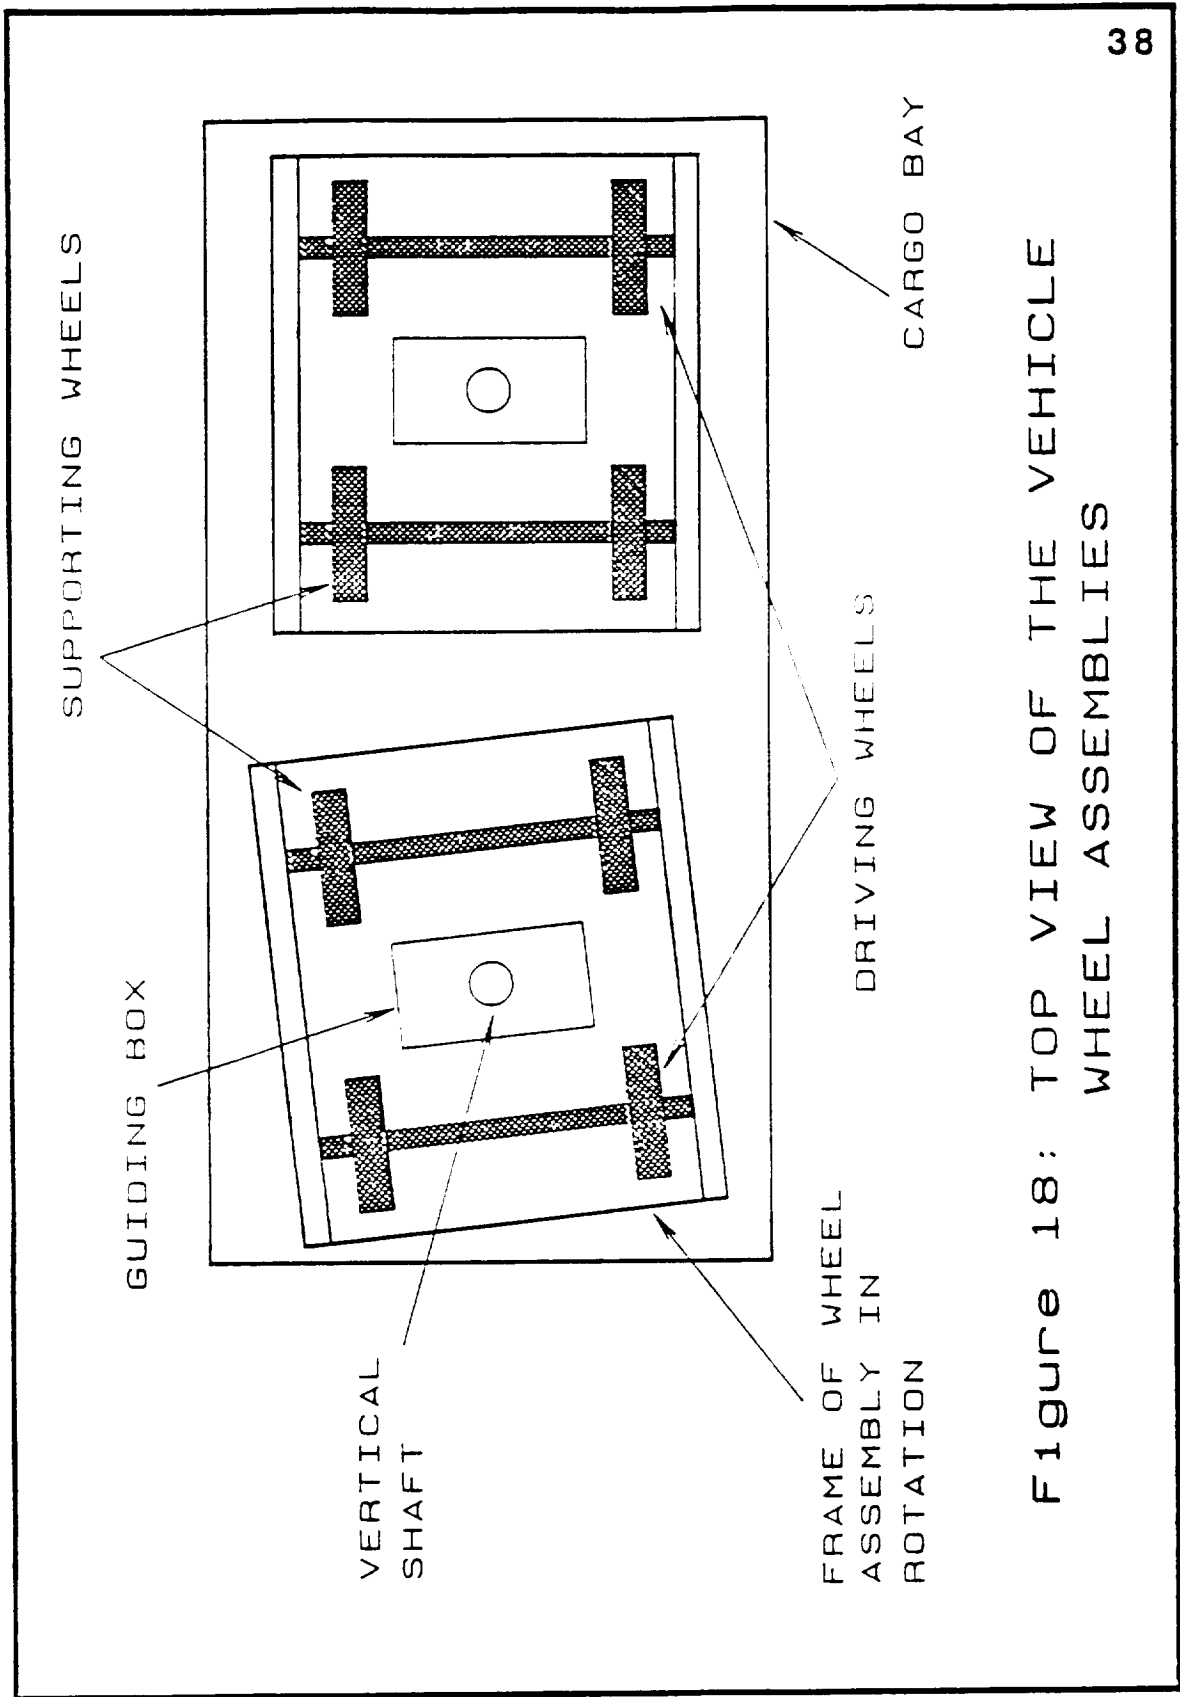 38
SUPPORTING WHEELS
GUIDING BOX
VERTICAL
SHAFT
CARGO BAY
DRIVING WHEELS
FRAME OF WHEEL
ASSEMBLY IN
ROTATION
Figure 18: TOP VIEW OF THE VEHICLE
WHEEL ASSEMBLIES